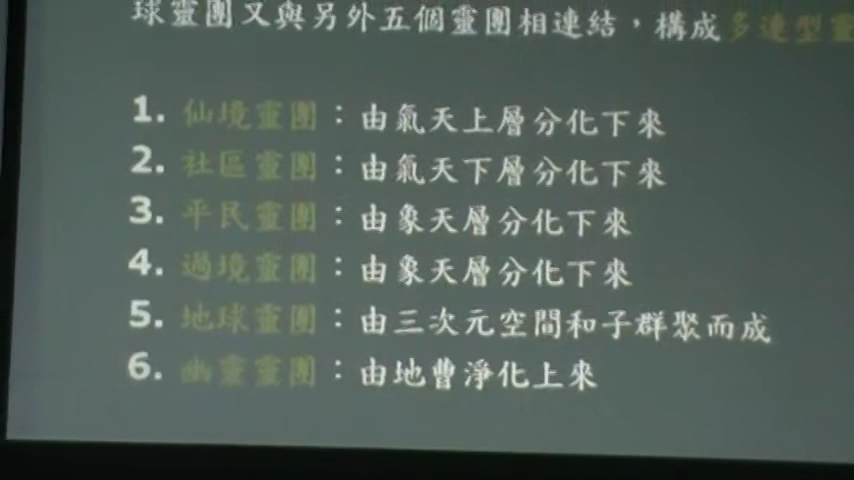 球靈團又與另外五個靈團相連結，構成多連型靈
1. 仙境靈團：由氣天上層分化下來
2. 社區靈團：由氣天下層分化下來
3. 平民靈團：由象天層分化下來
4. 過境靈團：由象天層分化下來
5. 地球靈團：由三次元空間和子群聚而成
6. 幽靈靈團：由地曹淨化上來